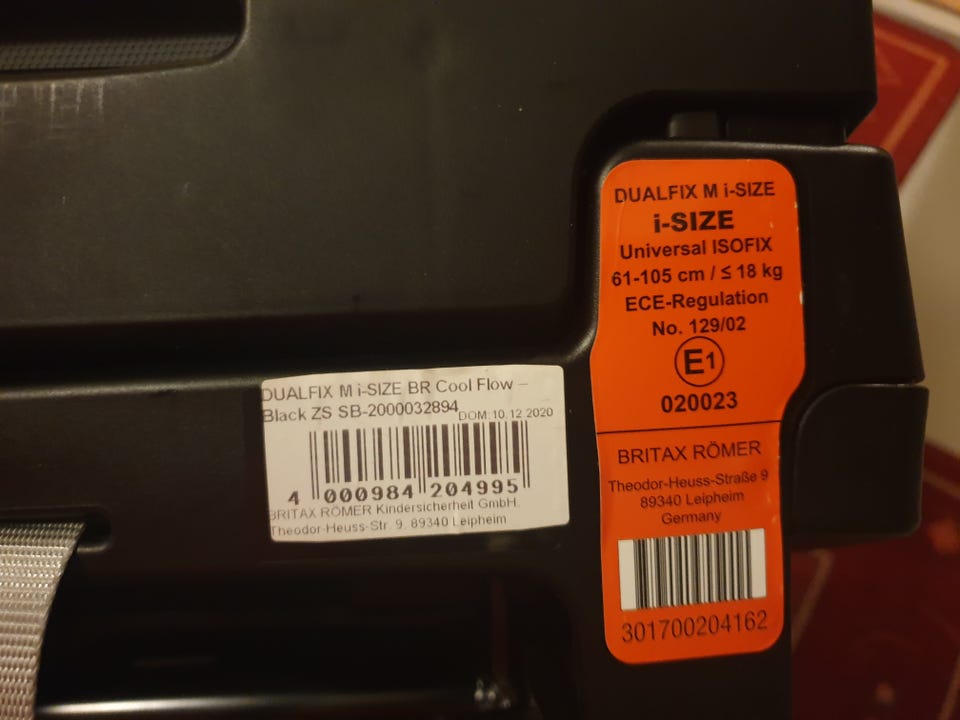 DUALFIX M i-SIZE BR Cool Flow –
Black ZS SB-2000032894 DOM:10.12.2020
4 000984 204995
BRITAX RÖMER Kindersicherheit GmbH.
Theodor-Heuss-Str. 9. 89340 Leipheim
DUALFIX M i-SIZE
i-SIZE
Universal ISOFIX
61-105 cm / ≤ 18 kg
ECE-Regulation
No. 129/02
E1
020023
BRITAX RÖMER
Theodor-Heuss-Straße 9
89340 Leipheim
Germany
301700204162